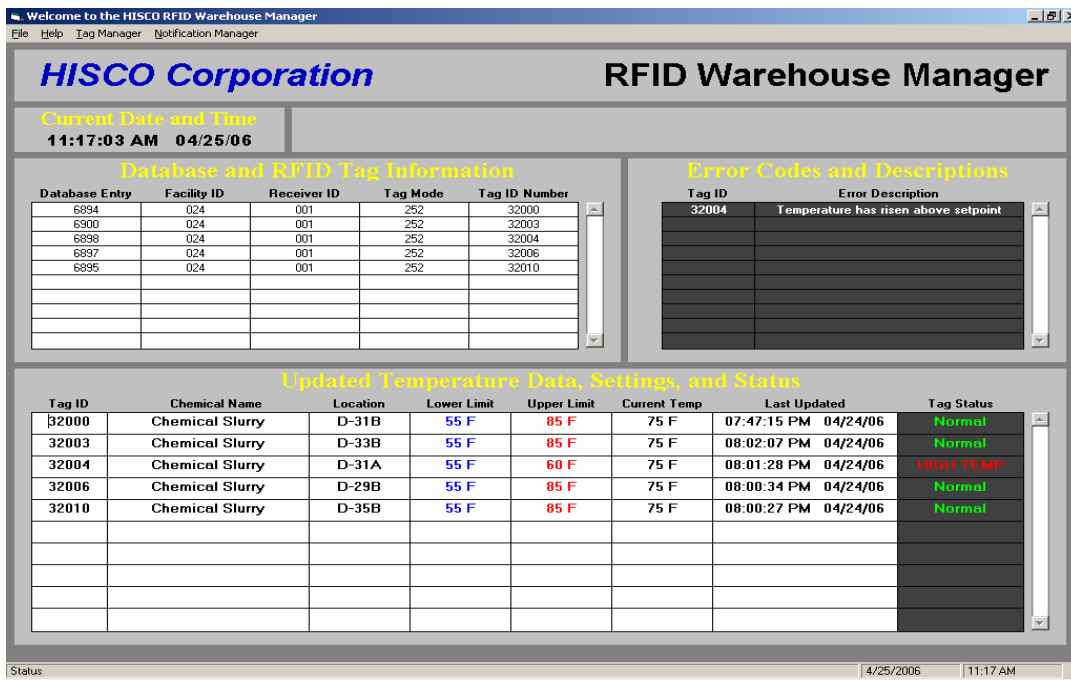 Welcome to the HISCO RFID Warehouse Manager
File Help Tag Manager Notification Manager
HISCO Corporation RFID Warehouse Manager
Current Date and Time
11:17:03 AM 04/25/06
Database and RFID Tag Information
Database Entry Facility ID Receiver ID Tag Mode Tag ID Number
6894 024 001 252 32000
6900 024 001 252 32003
6898 024 001 252 32004
6897 024 001 252 32006
6895 024 001 252 32010
Error Codes and Descriptions
Tag ID Error Description
32004 Temperature has risen above setpoint
Updated Temperature Data, Settings, and Status
Tag ID Chemical Name Location Lower Limit Upper Limit Current Temp Last Updated Tag Status
32000 Chemical Slurry D-31B 55 F 85 F 75 F 07:47:15 PM 04/24/06 Normal
32003 Chemical Slurry D-33B 55 F 85 F 75 F 08:02:07 PM 04/24/06 Normal
32004 Chemical Slurry D-31A 55 F 60 F 75 F 08:01:28 PM 04/24/06 HIGH TEMP
32006 Chemical Slurry D-29B 55 F 85 F 75 F 08:00:34 PM 04/24/06 Normal
32010 Chemical Slurry D-35B 55 F 85 F 75 F 08:00:27 PM 04/24/06 Normal
Status 4/25/2006 11:17 AM